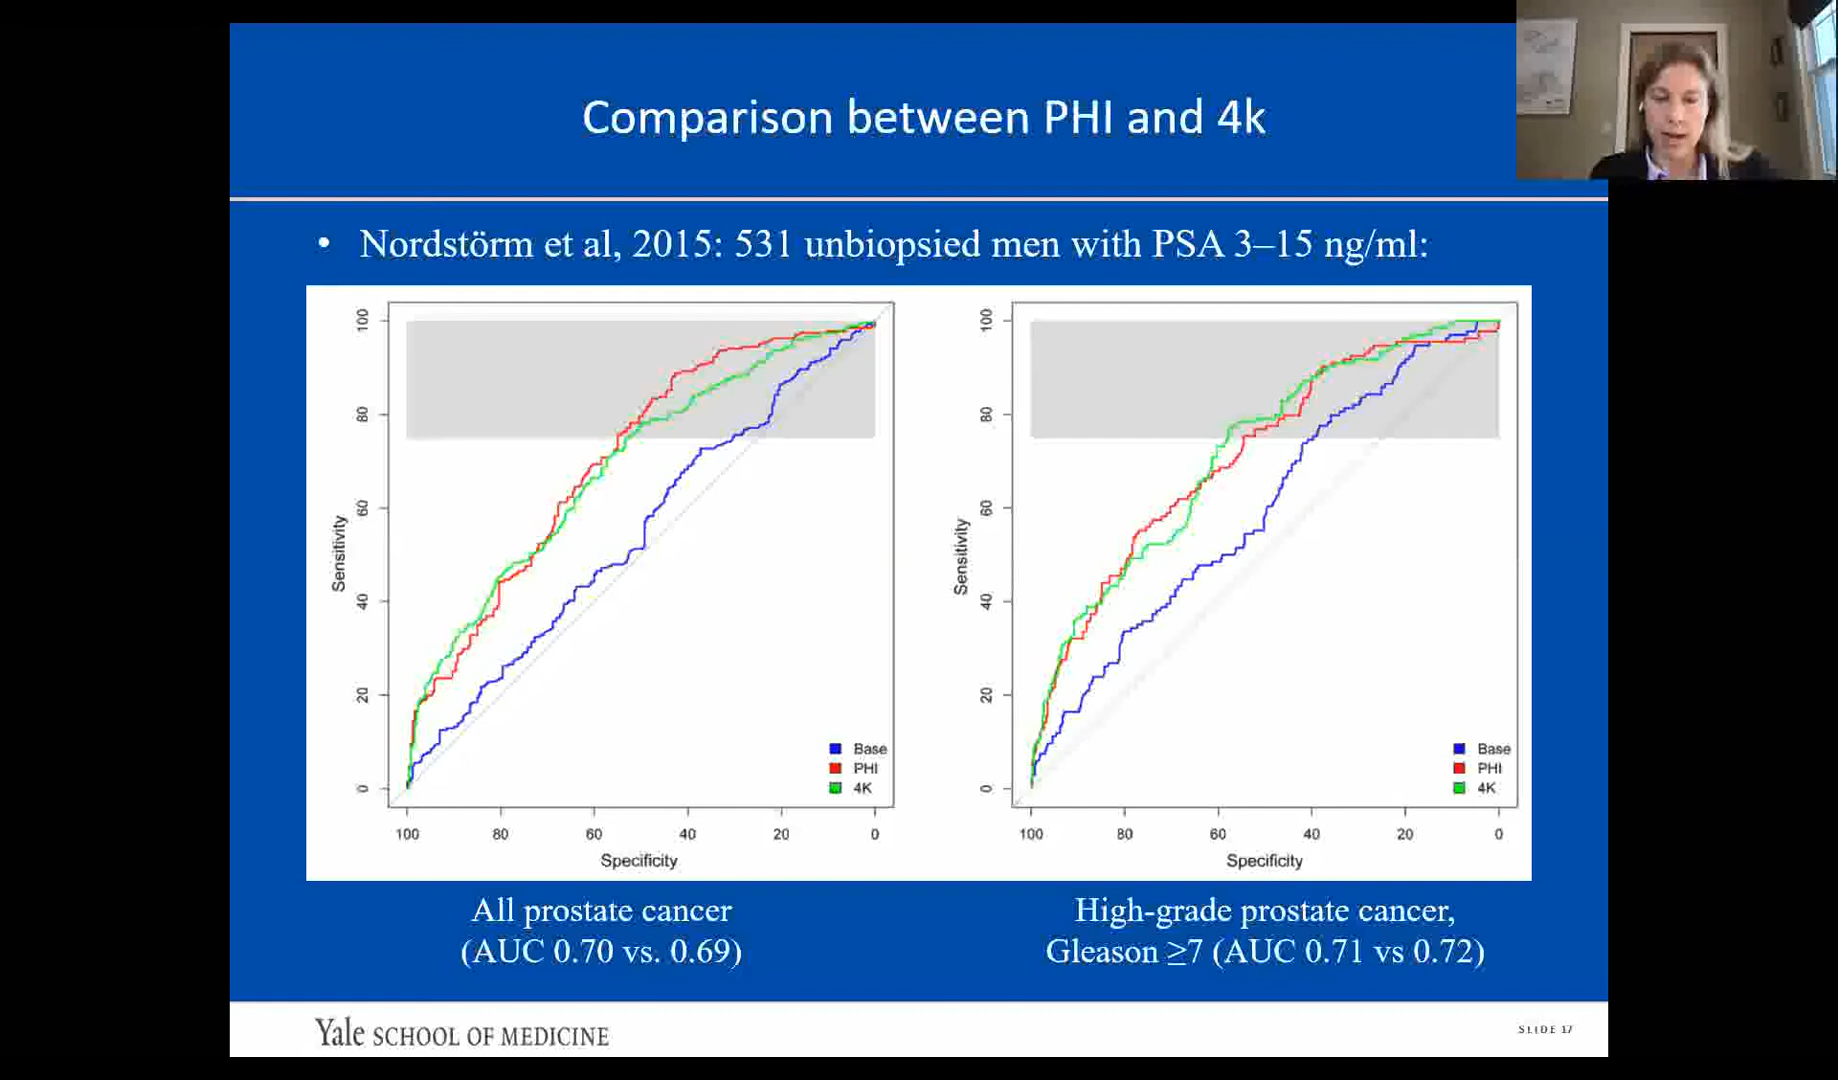 Comparison between PHI and 4k
• Nordstörm et al, 2015: 531 unbiopsied men with PSA 3–15 ng/ml:
100
80
60
40
20
0
Sensitivity
100 80 60 40 20 0
Specificity
Base
PHI
4K
100
80
60
40
20
0
Sensitivity
100 80 60 40 20 0
Specificity
Base
PHI
4K
All prostate cancer
(AUC 0.70 vs. 0.69)
High-grade prostate cancer,
Gleason ≥7 (AUC 0.71 vs 0.72)
Yale SCHOOL OF MEDICINE
SLIDE 17